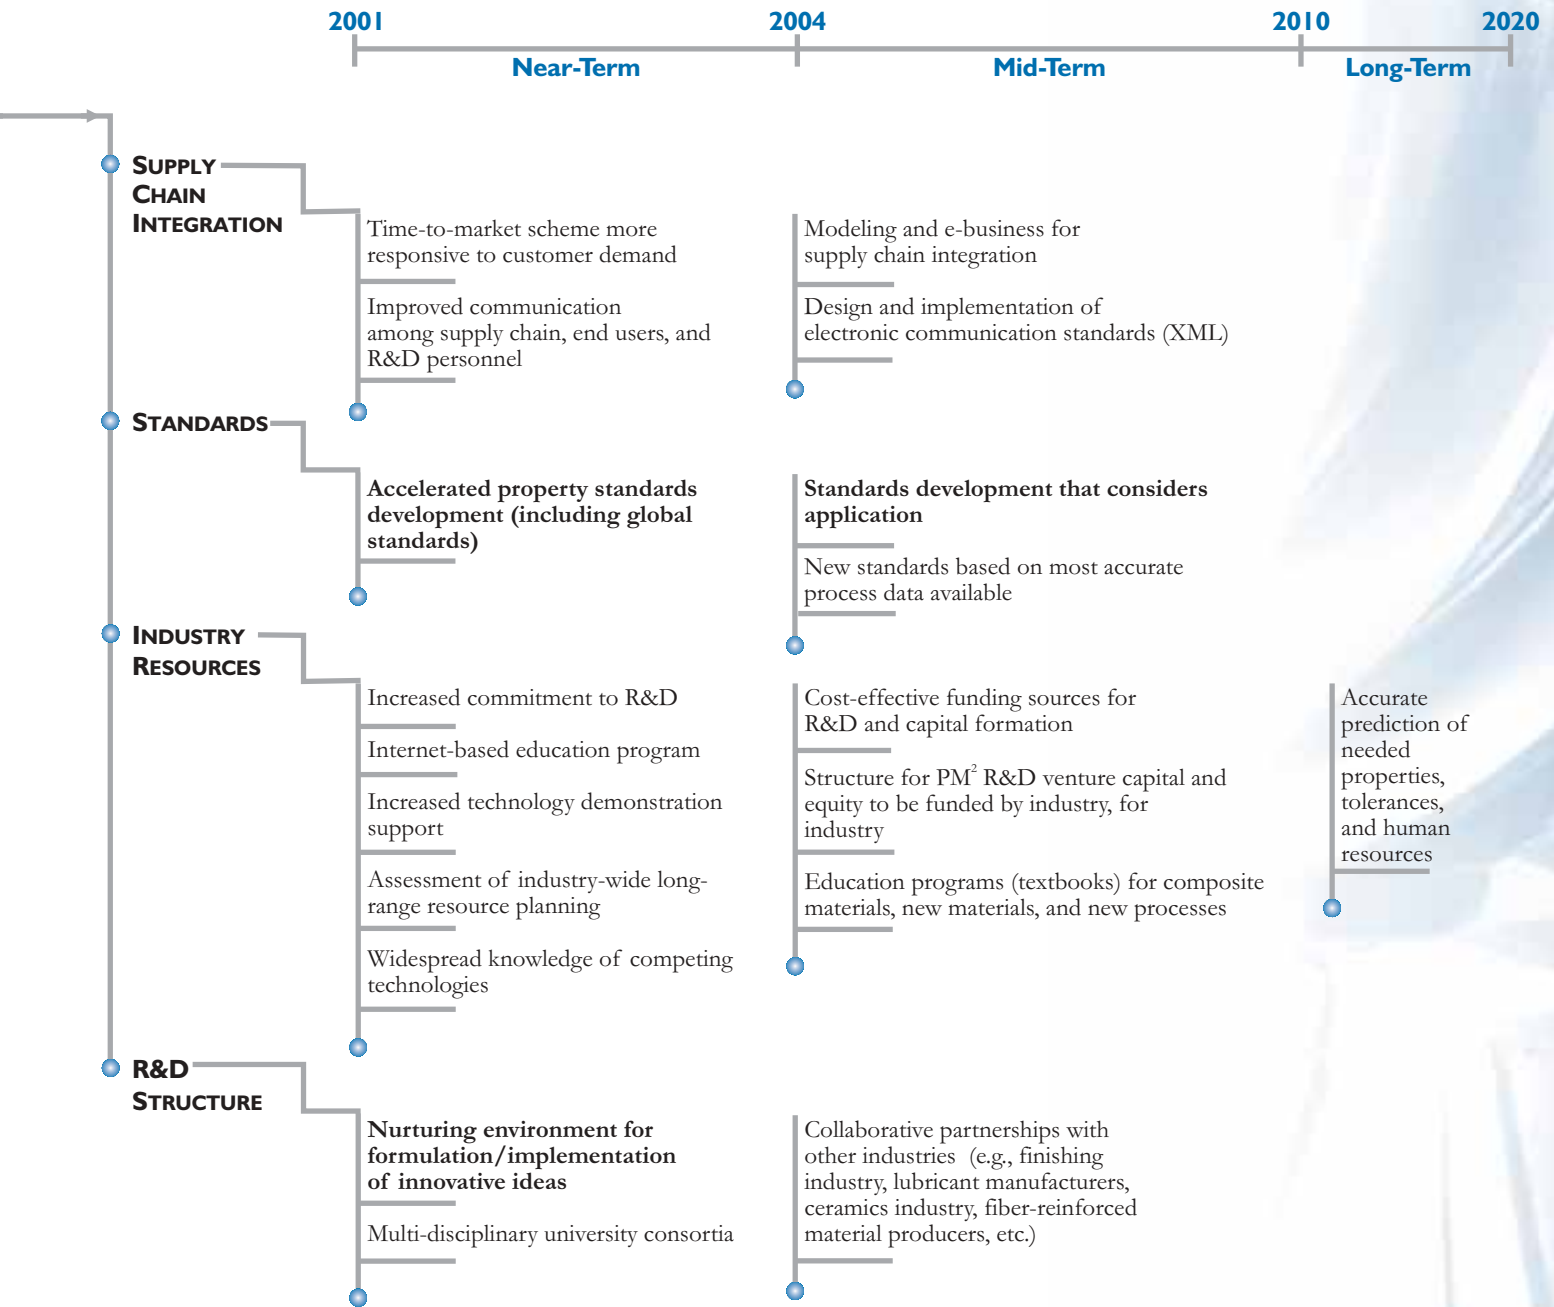 2001
2004
2010
2020
Near-Term
Mid-Term
Long-Term
SUPPLY
CHAIN
INTEGRATION
Time-to-market scheme more
responsive to customer demand
Improved communication
among supply chain, end users, and
R&D personnel
Modeling and e-business for
supply chain integration
Design and implementation of
electronic communication standards (XML)
STANDARDS
Accelerated property standards
development (including global
standards)
Standards development that considers
application
New standards based on most accurate
process data available
INDUSTRY
RESOURCES
Increased commitment to R&D
Internet-based education program
Increased technology demonstration
support
Assessment of industry-wide long-
range resource planning
Widespread knowledge of competing
technologies
Cost-effective funding sources for
R&D and capital formation
Structure for PM² R&D venture capital and
equity to be funded by industry, for
industry
Education programs (textbooks) for composite
materials, new materials, and new processes
Accurate
prediction of
needed
properties,
tolerances,
and human
resources
R&D
STRUCTURE
Nurturing environment for
formulation/implementation
of innovative ideas
Multi-disciplinary university consortia
Collaborative partnerships with
other industries (e.g., finishing
industry, lubricant manufacturers,
ceramics industry, fiber-reinforced
material producers, etc.)